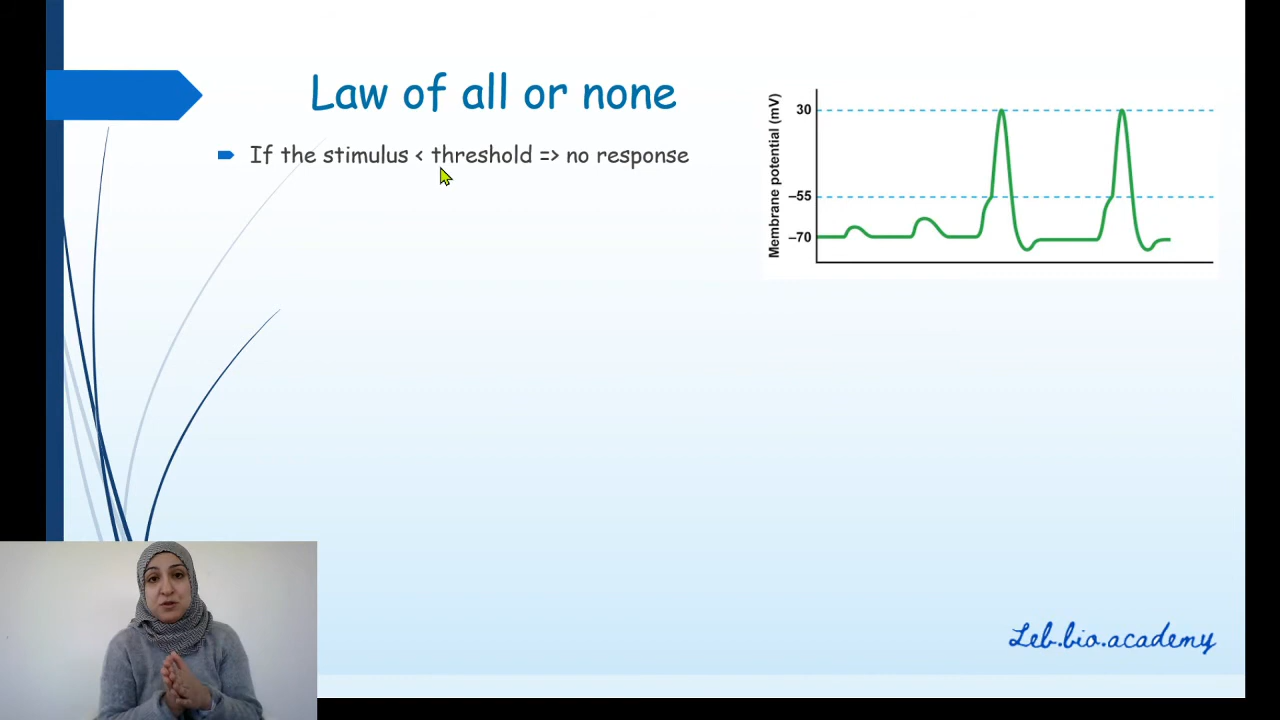 Law of all or none
If the stimulus < threshold => no response
Membrane potential (mV)
30
–55
–70
Leb.bio.academy